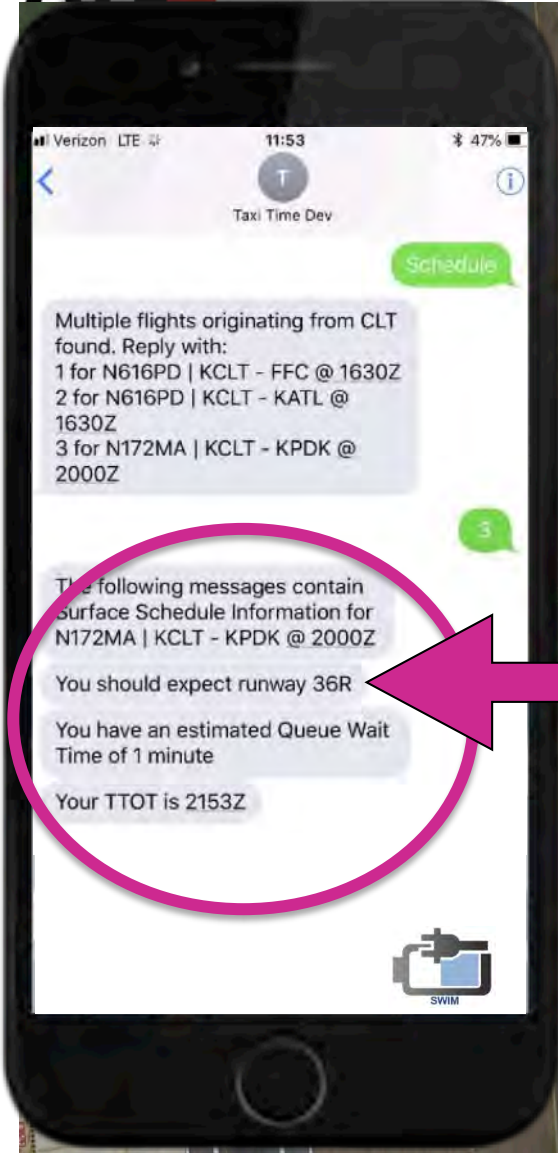 Verizon LTE 11:53 47%
T
Taxi Time Dev
Schedule
Multiple flights originating from CLT
found. Reply with:
1 for N616PD | KCLT - FFC @ 1630Z
2 for N616PD | KCLT - KATL @
1630Z
3 for N172MA | KCLT - KPDK @
2000Z
3
The following messages contain
Surface Schedule Information for
N172MA | KCLT - KPDK @ 2000Z
You should expect runway 36R
You have an estimated Queue Wait
Time of 1 minute
Your TTOT is 2153Z
SWIM